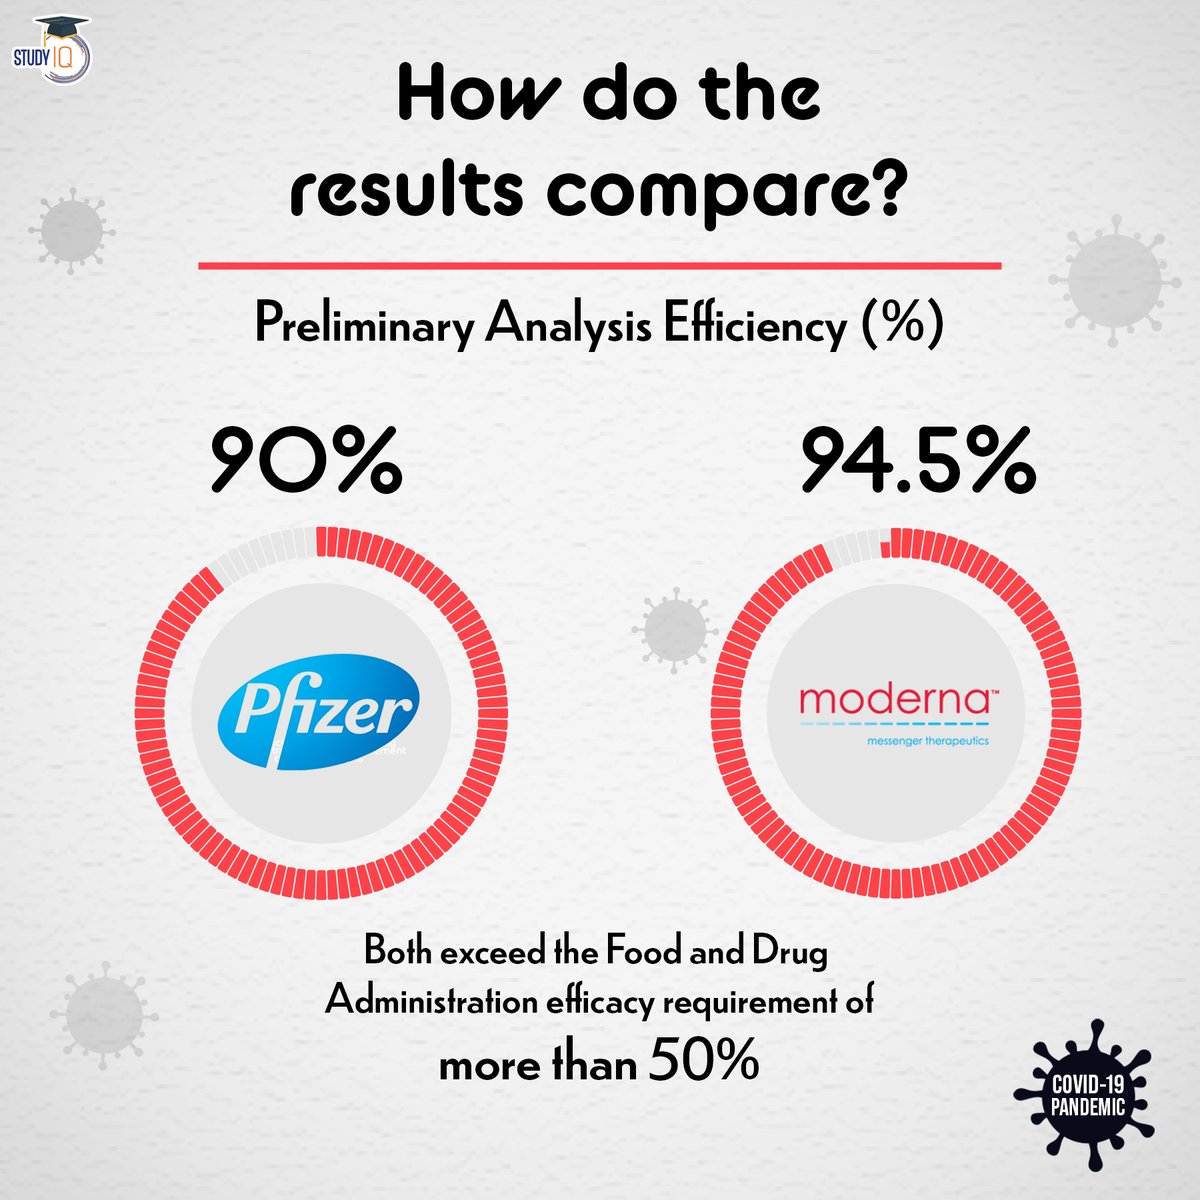 STUDY IQ
How do the
results compare?
Preliminary Analysis Efficiency (%)
90%
94.5%
Pfizer
ement
moderna™
messenger therapeutics
Both exceed the Food and Drug
Administration efficacy requirement of
more than 50%
COVID-19
PANDEMIC